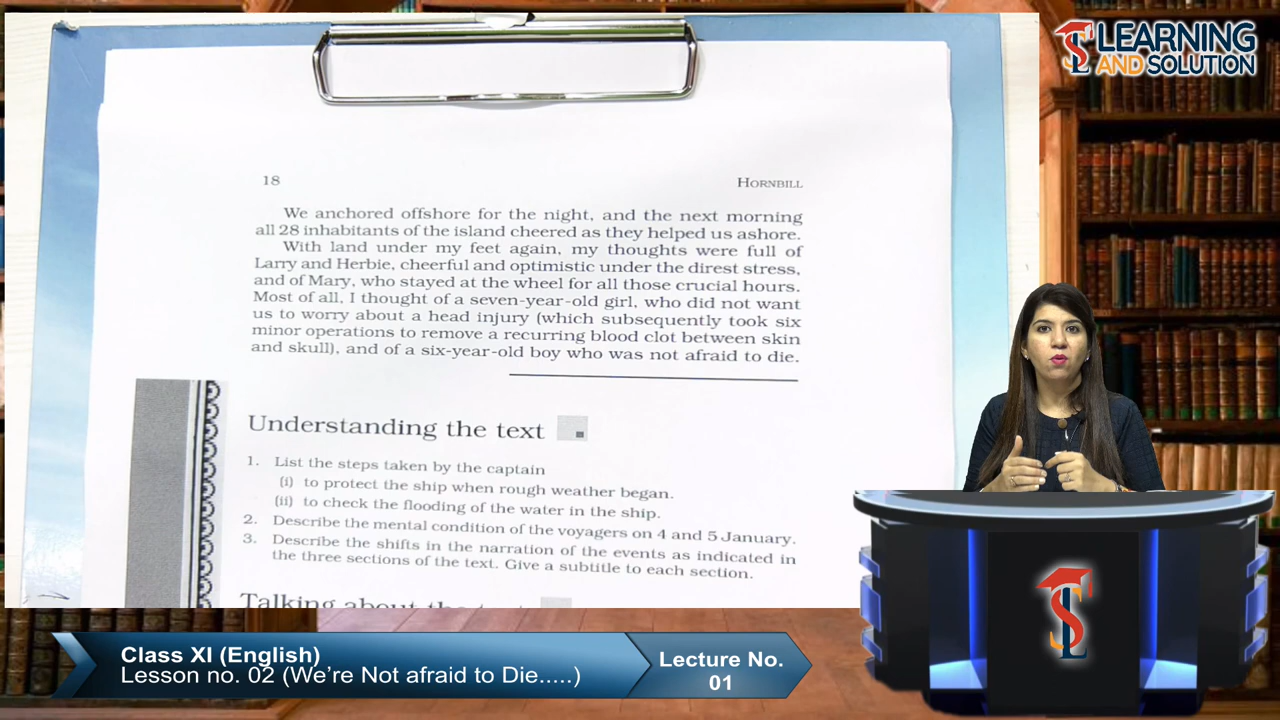 LEARNING
AND SOLUTION
18 HORNBILL
We anchored offshore for the night, and the next morning
all 28 inhabitants of the island cheered as they helped us ashore.
With land under my feet again, my thoughts were full of
Larry and Herbie, cheerful and optimistic under the direst stress,
and of Mary, who stayed at the wheel for all those crucial hours.
Most of all, I thought of a seven-year-old girl, who did not want
us to worry about a head injury (which subsequently took six
minor operations to remove a recurring blood clot between skin
and skull), and of a six-year-old boy who was not afraid to die.
Understanding the text
1. List the steps taken by the captain
(i) to protect the ship when rough weather began.
(ii) to check the flooding of the water in the ship.
2. Describe the mental condition of the voyagers on 4 and 5 January.
3. Describe the shifts in the narration of the events as indicated in
the three sections of the text. Give a subtitle to each section.
Talking about the
Class XI (English)
Lesson no. 02 (We're Not afraid to Die.....)
Lecture No.
01